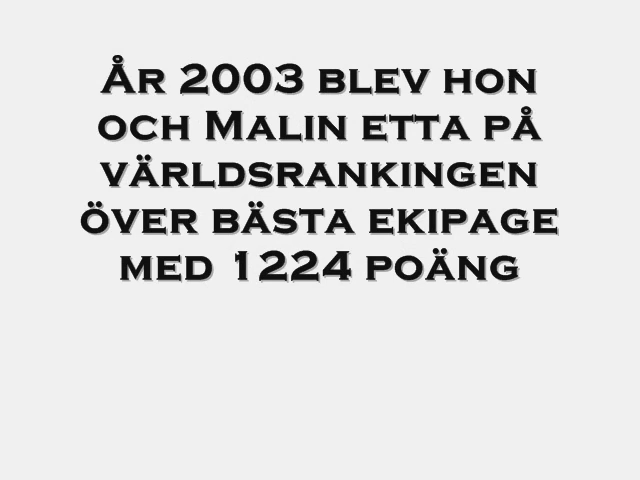 År 2003 blev hon
och Malin etta på
världsrankingen
över bästa ekipage
med 1224 poäng